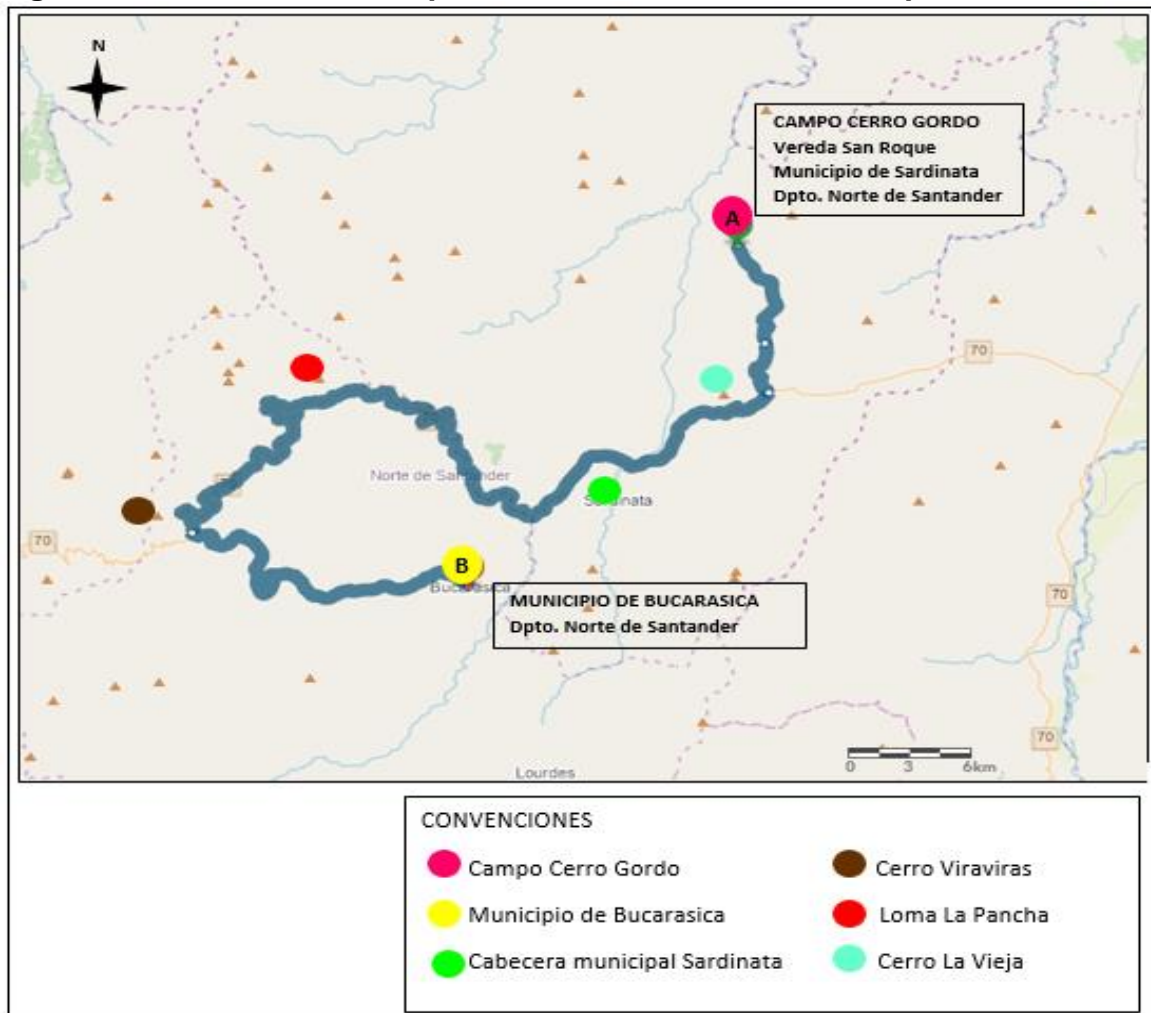 N
CAMPO CERRO GORDO
Vereda San Roque
Municipio de Sardinata
Dpto. Norte de Santander
A
70
Norte de Santander
Sardinata
70
B
Bucarasica
MUNICIPIO DE BUCARASICA
Dpto. Norte de Santander
70
70
0 3 6km
Lourdes
CONVENCIONES
Campo Cerro Gordo
Municipio de Bucarasica
Cabecera municipal Sardinata
Cerro Viraviras
Loma La Pancha
Cerro La Vieja